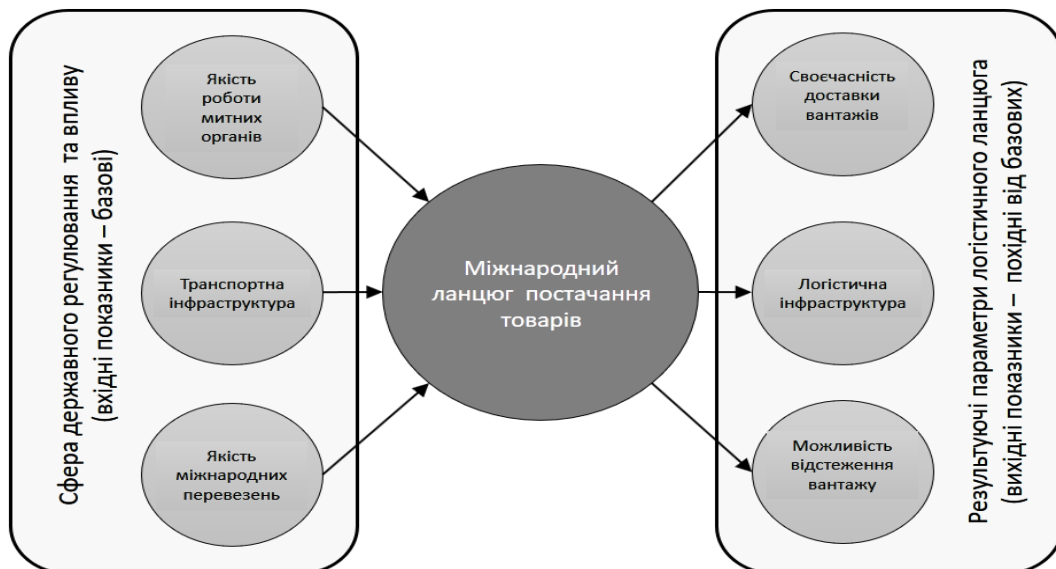 Сфера державного регулювання та впливу
(вхідні показники – базові)
Якість
роботи
митних
органів
Транспортна
інфраструктура
Якість
міжнародних
перевезень
Міжнародний
ланцюг постачання
товарів
Своєчасність
доставки
вантажів
Логістична
інфраструктура
Можливість
відстеження
вантажу
Результуючі параметри логістичного ланцюга
(вихідні показники – похідні від базових)